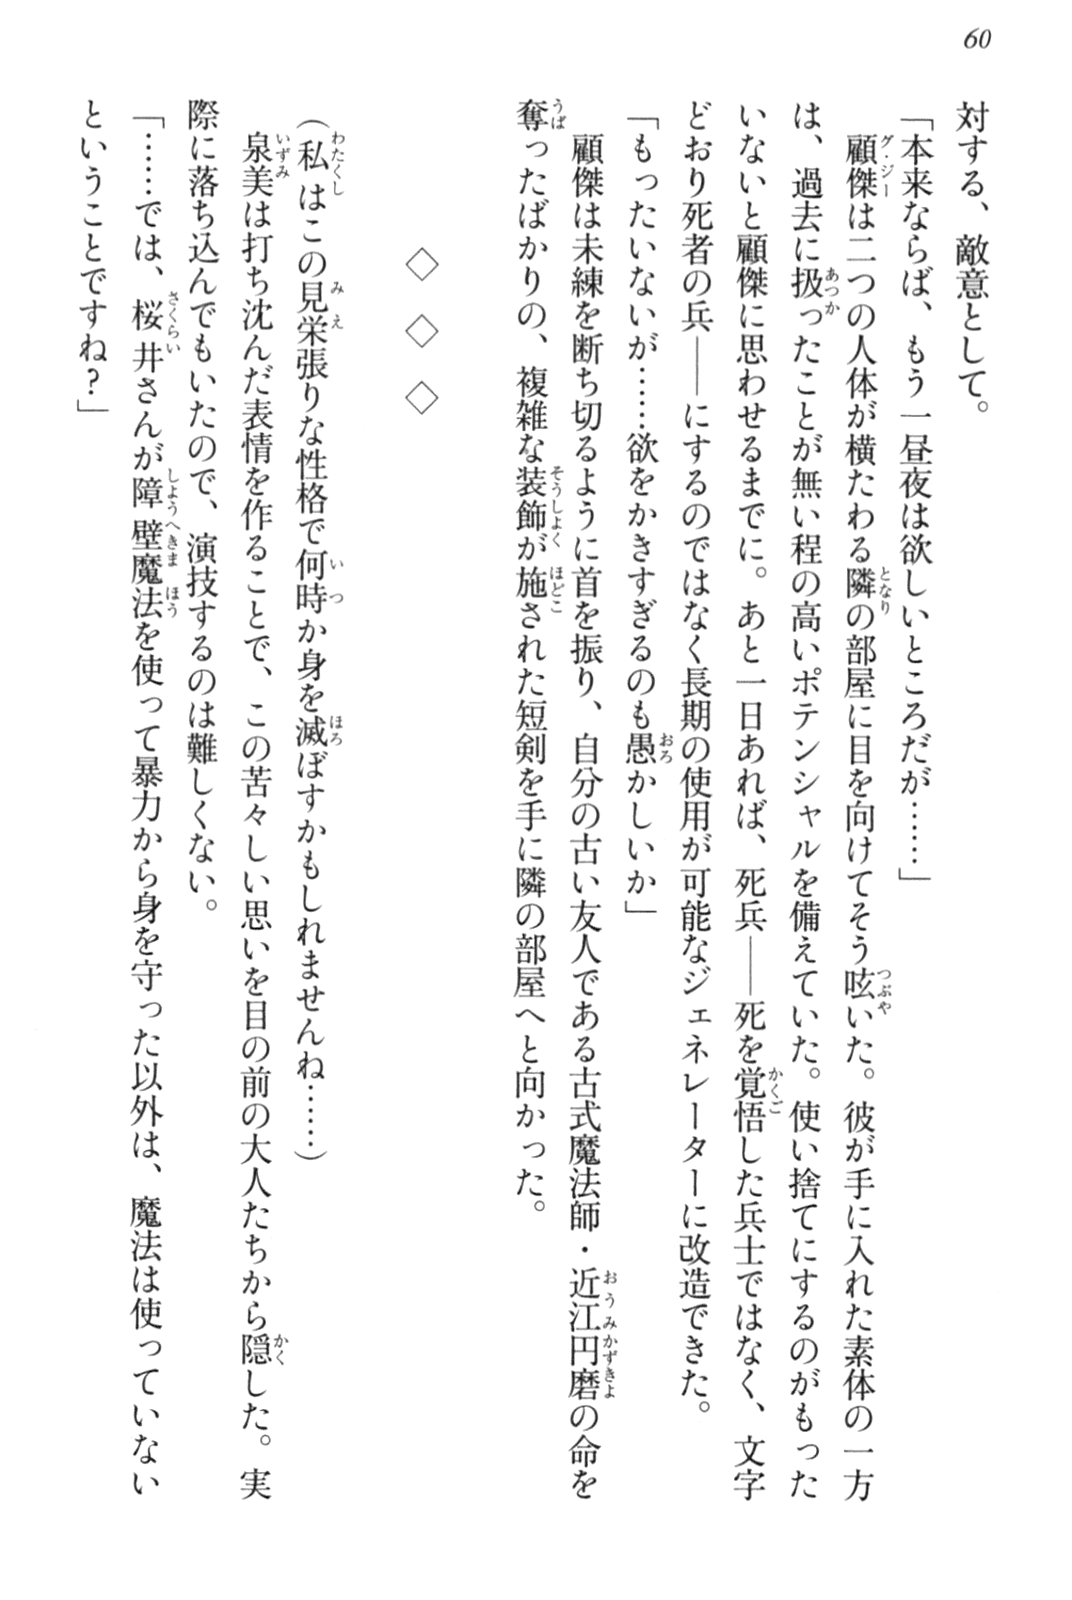 60
対する、敵意として。
「本来ならば、もう一昼夜は欲しいところだが……」
　顧傑は二つの人体が横たわる隣の部屋に目を向けてそう呟いた。彼が手に入れた素体の一方
は、過去に扱ったことが無い程の高いポテンシャルを備えていた。使い捨てにするのがもった
いないと顧傑に思わせるまでに。あと一日あれば、死兵――死を覚悟した兵士ではなく、文字
どおり死者の兵――にするのではなく長期の使用が可能なジェネレーターに改造できた。
「もったいないが……欲をかきすぎるのも愚かしいか」
　顧傑は未練を断ち切るように首を振り、自分の古い友人である古式魔法師・近江円磨の命を
奪ったばかりの、複雑な装飾が施された短剣を手に隣の部屋へと向かった。
◇　◇　◇
（私はこの見栄張りな性格で何時か身を滅ぼすかもしれませんね……）
　泉美は打ち沈んだ表情を作ることで、この苦々しい思いを目の前の大人たちから隠した。実
際に落ち込んでもいたので、演技するのは難しくない。
「……では、桜井さんが障壁魔法を使って暴力から身を守った以外は、魔法は使っていない
ということですね？」